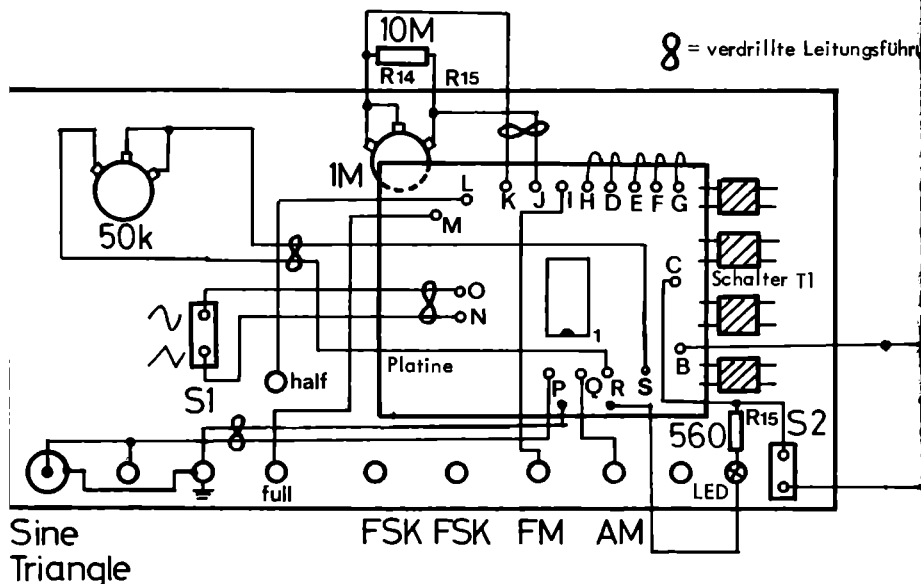 10M
R14 R15
8 = verdrillte Leitungsführu
1M
50k
L
K J I H D E F G
M
C
Schalter T1
O
N
1
Platine
B
S1
half
P Q R S
R15
560
S2
full
LED
FSK FSK FM AM
Sine
Triangle